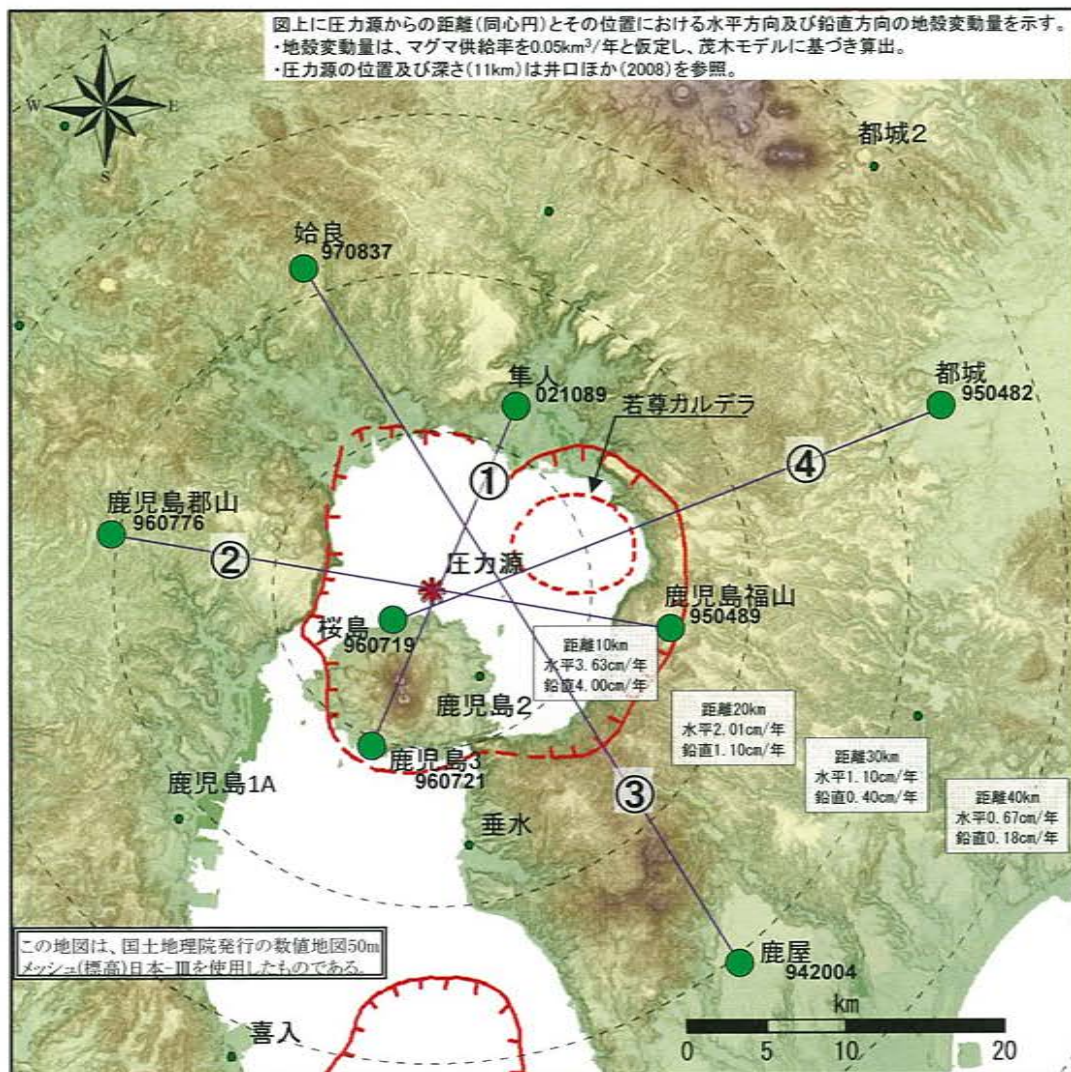 図上に圧力源からの距離(同心円)とその位置における水平方向及び鉛直方向の地殻変動量を示す。
・地殻変動量は、マグマ供給率を0.05km³/年と仮定し、茂木モデルに基づき算出。
・圧力源の位置及び深さ(11km)は井口ほか(2008)を参照。
N
W
E
S
都城2
姶良
970837
隼人
021089
都城
950482
若尊カルデラ
①
④
鹿児島郡山
960776
②
圧力源
鹿児島福山
950489
桜島
960719
距離10km
水平3.63cm/年
鉛直4.00cm/年
鹿児島2
距離20km
水平2.01cm/年
鉛直1.10cm/年
鹿児島3
960721
鹿児島1A
距離30km
水平1.10cm/年
鉛直0.40cm/年
③
距離40km
水平0.67cm/年
鉛直0.18cm/年
垂水
この地図は、国土地理院発行の数値地図50m
メッシュ(標高)日本-Ⅲを使用したものである。
鹿屋
942004
喜入
km
0 5 10 20